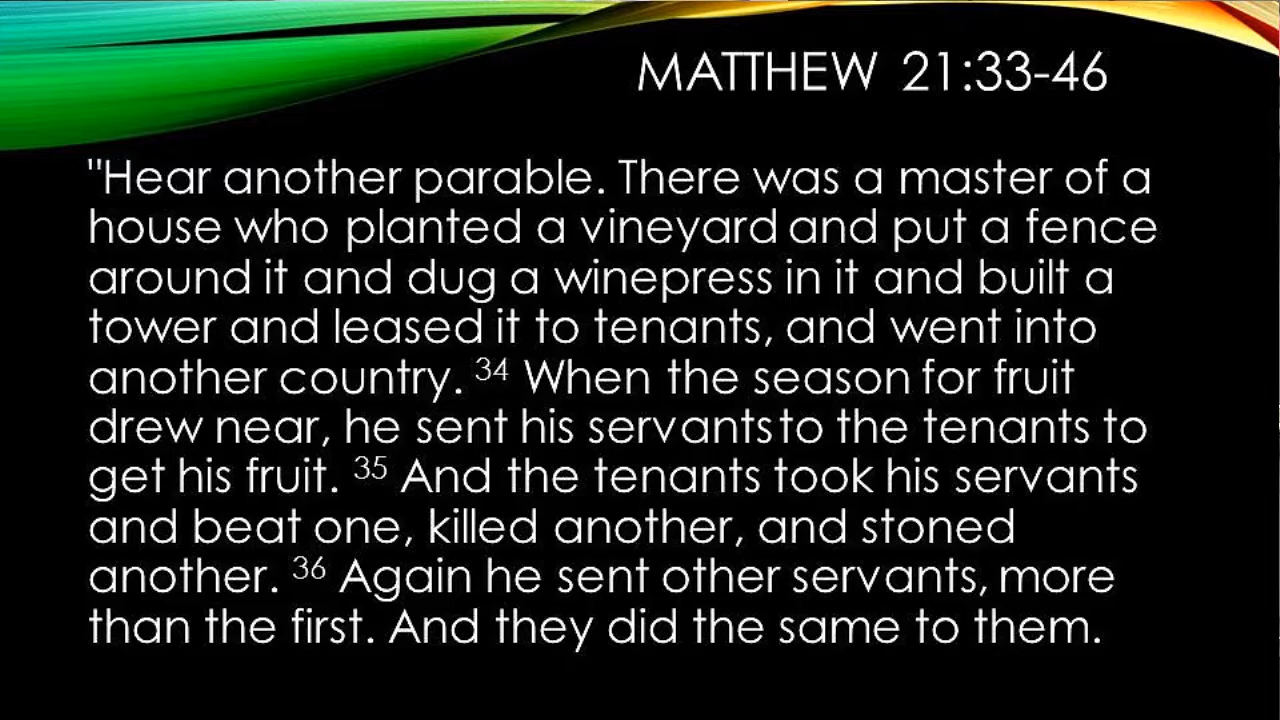 MATTHEW 21:33-46
"Hear another parable. There was a master of a
house who planted a vineyard and put a fence
around it and dug a winepress in it and built a
tower and leased it to tenants, and went into
another country. 34 When the season for fruit
drew near, he sent his servants to the tenants to
get his fruit. 35 And the tenants took his servants
and beat one, killed another, and stoned
another. 36 Again he sent other servants, more
than the first. And they did the same to them.